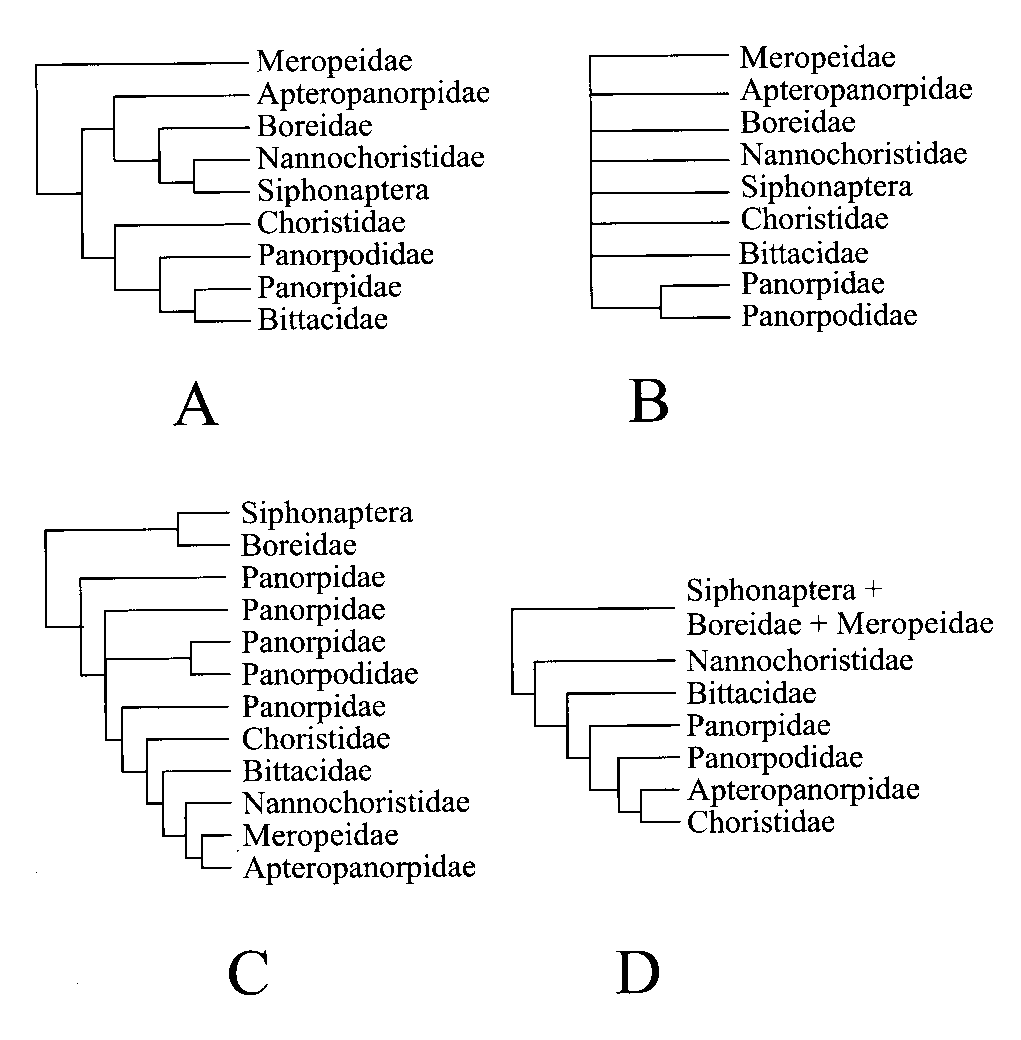 Meropeidae
Apteropanorpidae
Boreidae
Nannochoristidae
Siphonaptera
Choristidae
Panorpodidae
Panorpidae
Bittacidae
A
Meropeidae
Apteropanorpidae
Boreidae
Nannochoristidae
Siphonaptera
Choristidae
Bittacidae
Panorpidae
Panorpodidae
B
Siphonaptera
Boreidae
Panorpidae
Panorpidae
Panorpidae
Panorpodidae
Panorpidae
Choristidae
Bittacidae
Nannochoristidae
Meropeidae
Apteropanorpidae
C
Siphonaptera +
Boreidae + Meropeidae
Nannochoristidae
Bittacidae
Panorpidae
Panorpodidae
Apteropanorpidae
Choristidae
D